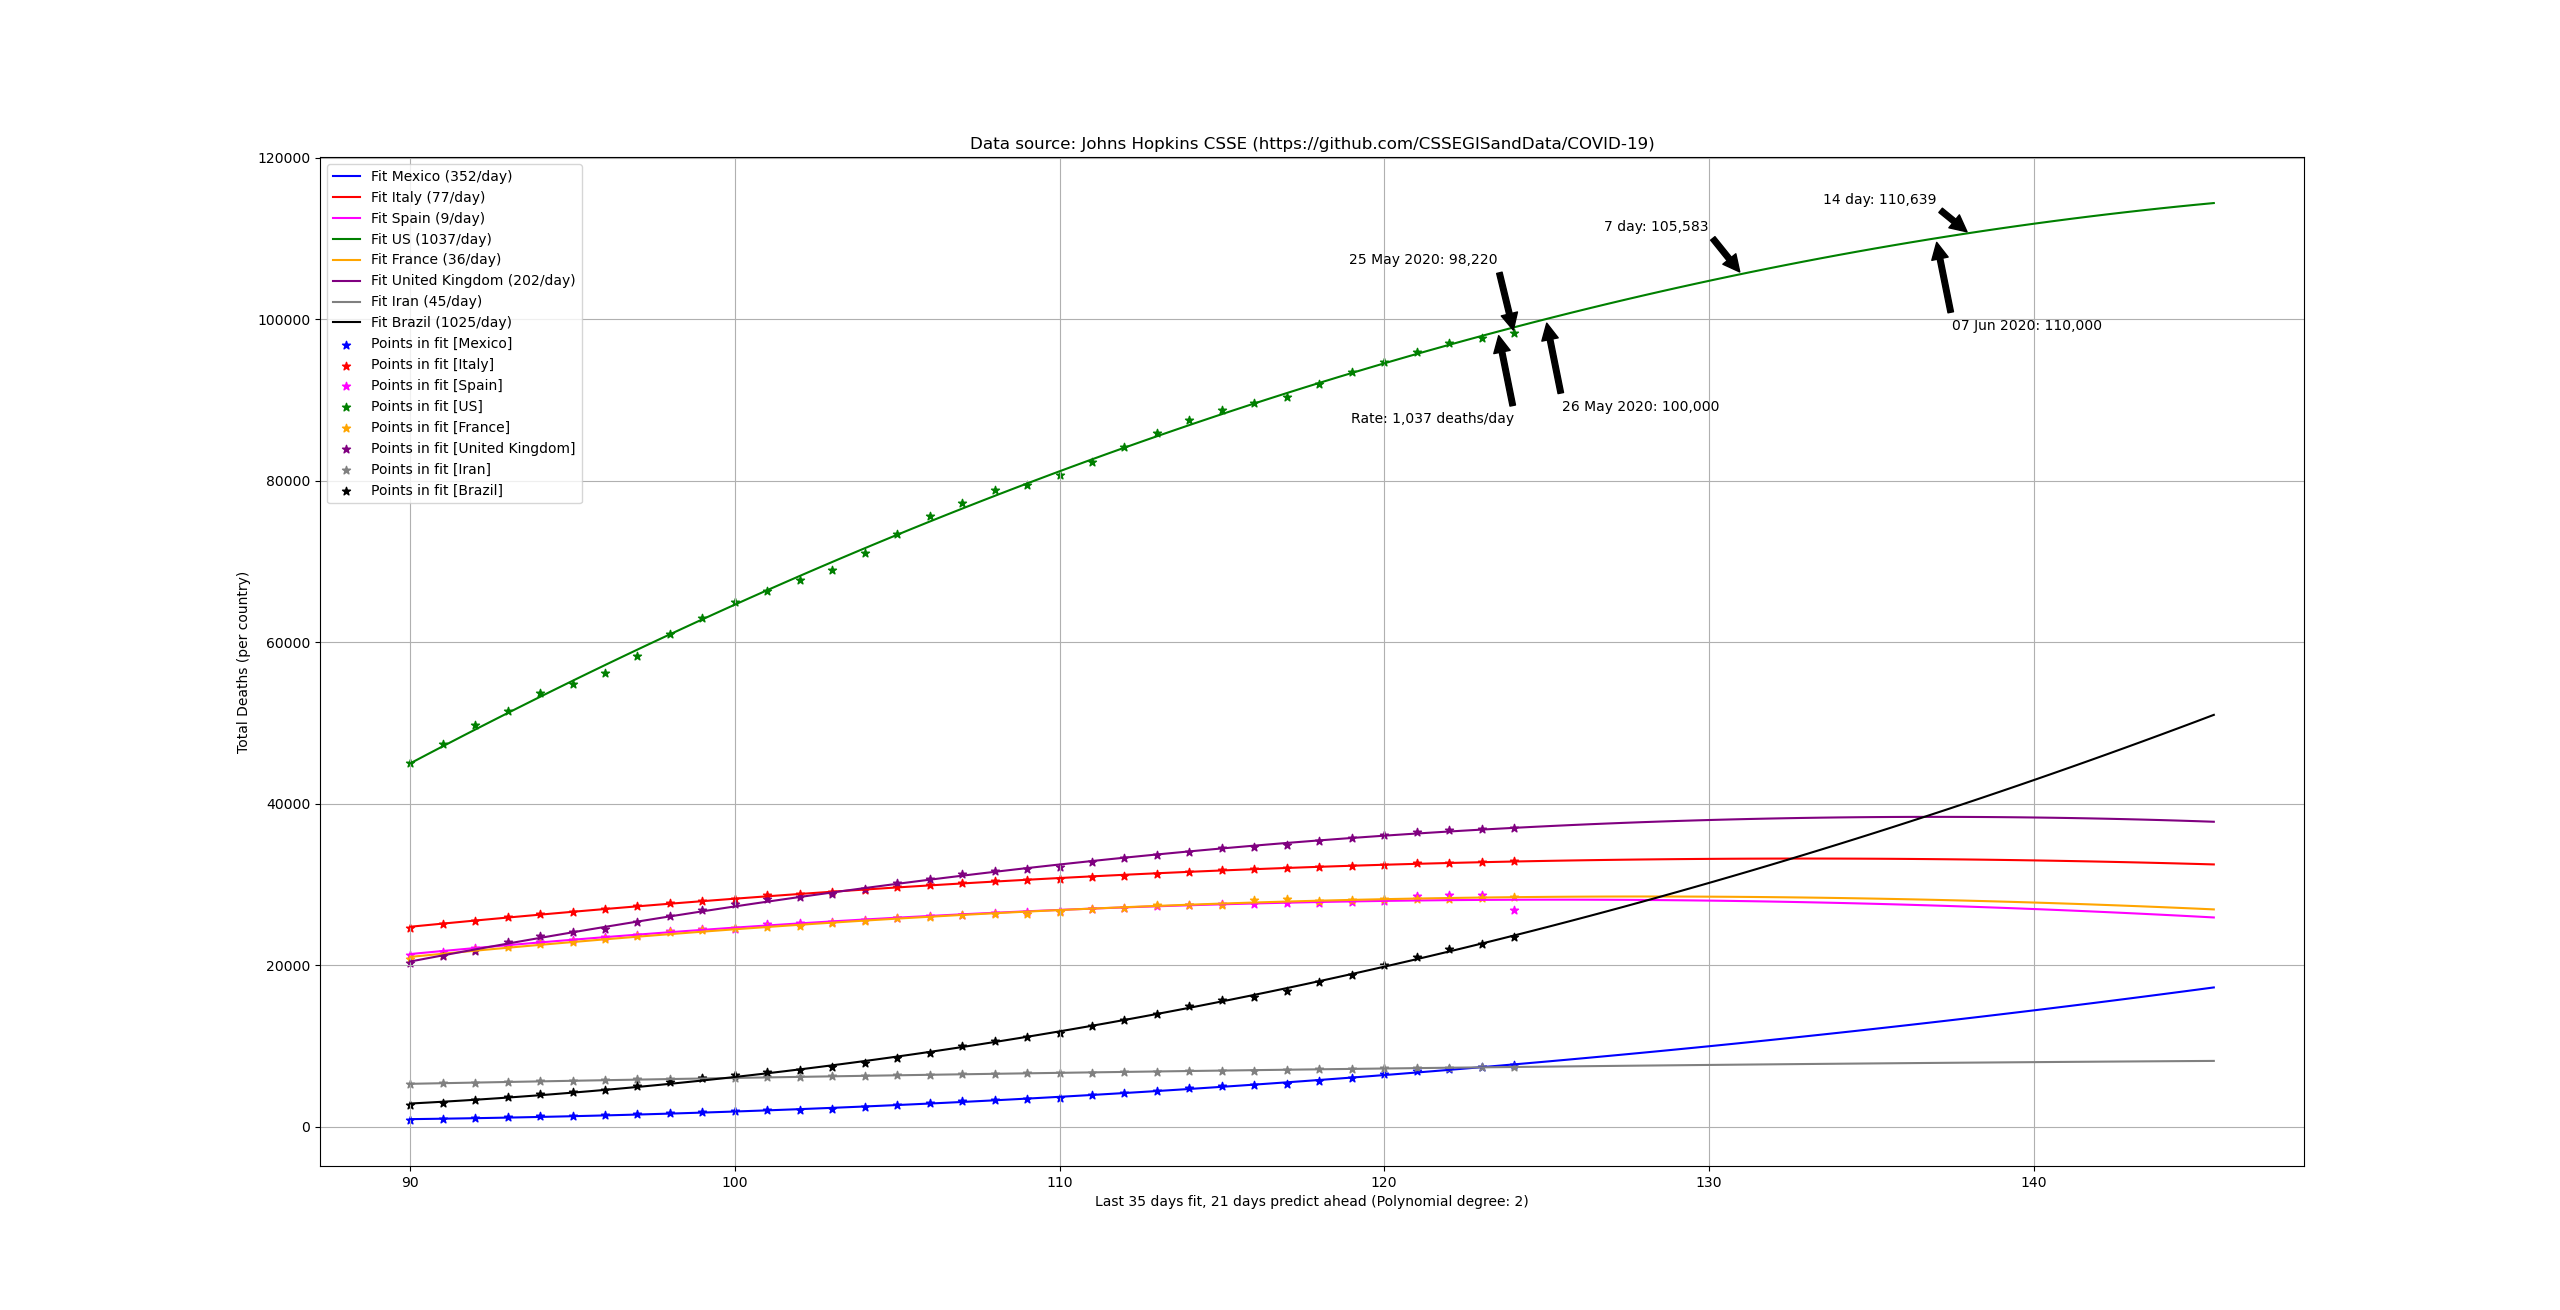 Data source: Johns Hopkins CSSE (https://github.com/CSSEGISandData/COVID-19)
120000
100000
80000
60000
40000
20000
0
Total Deaths (per country)
Fit Mexico (352/day)
Fit Italy (77/day)
Fit Spain (9/day)
Fit US (1037/day)
Fit France (36/day)
Fit United Kingdom (202/day)
Fit Iran (45/day)
Fit Brazil (1025/day)
Points in fit [Mexico]
Points in fit [Italy]
Points in fit [Spain]
Points in fit [US]
Points in fit [France]
Points in fit [United Kingdom]
Points in fit [Iran]
Points in fit [Brazil]
14 day: 110,639
7 day: 105,583
25 May 2020: 98,220
07 Jun 2020: 110,000
26 May 2020: 100,000
Rate: 1,037 deaths/day
90 100 110 120 130 140
Last 35 days fit, 21 days predict ahead (Polynomial degree: 2)